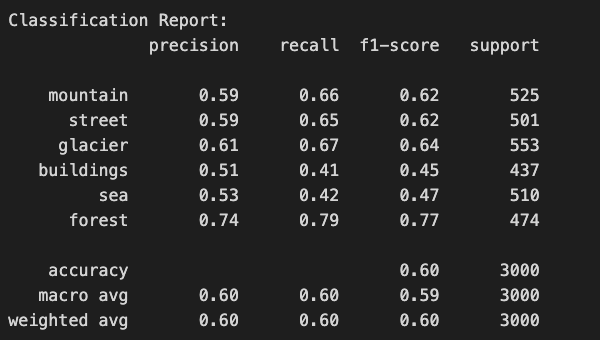 Classification Report:
precision recall f1-score support
mountain 0.59 0.66 0.62 525
street 0.59 0.65 0.62 501
glacier 0.61 0.67 0.64 553
buildings 0.51 0.41 0.45 437
sea 0.53 0.42 0.47 510
forest 0.74 0.79 0.77 474
accuracy 0.60 3000
macro avg 0.60 0.60 0.59 3000
weighted avg 0.60 0.60 0.60 3000